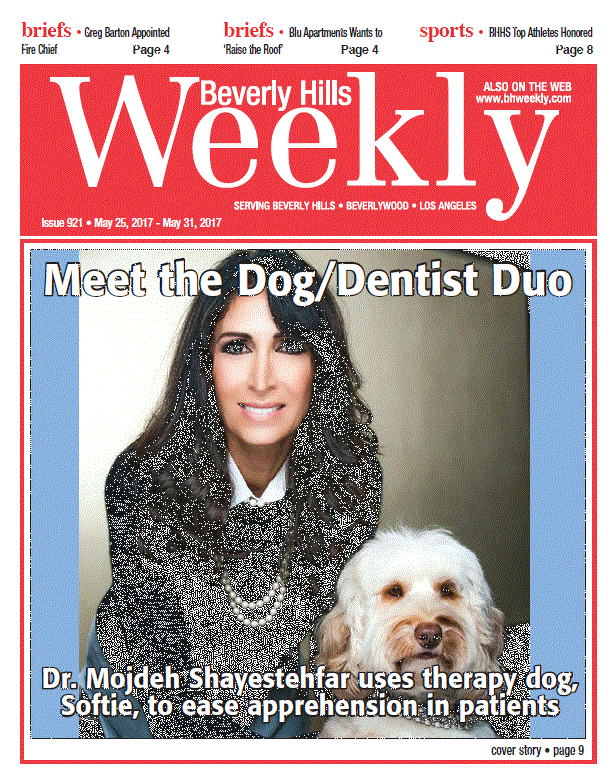 briefs • Greg Barton Appointed
Fire Chief Page 4
briefs • Blu Apartments Wants to
‘Raise the Roof’ Page 4
sports • BHHS Top Athletes Honored
Page 8
Beverly Hills
Weekly
ALSO ON THE WEB
www.bhweekly.com
SERVING BEVERLY HILLS • BEVERLYWOOD • LOS ANGELES
Issue 921 • May 25, 2017 - May 31, 2017
Meet the Dog/Dentist Duo
Dr. Mojdeh Shayestehfar uses therapy dog,
Softie, to ease apprehension in patients
cover story • page 9